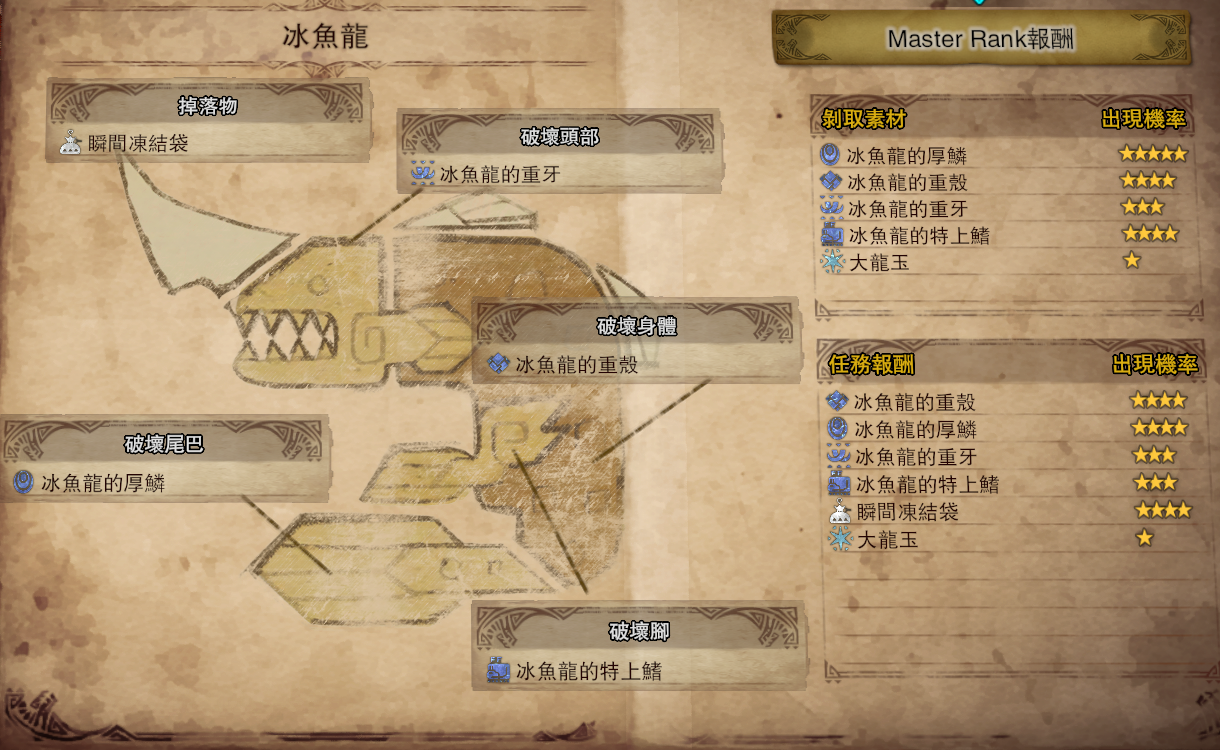 冰魚龍
掉落物
瞬間凍結袋
破壞頭部
冰魚龍的重牙
破壞身體
冰魚龍的重殼
破壞尾巴
冰魚龍的厚鱗
破壞腳
冰魚龍的特上鰭
Master Rank報酬
剝取素材 出現機率
冰魚龍的厚鱗
冰魚龍的重殼
冰魚龍的重牙
冰魚龍的特上鰭
大龍玉
任務報酬 出現機率
冰魚龍的重殼
冰魚龍的厚鱗
冰魚龍的重牙
冰魚龍的特上鰭
瞬間凍結袋
大龍玉